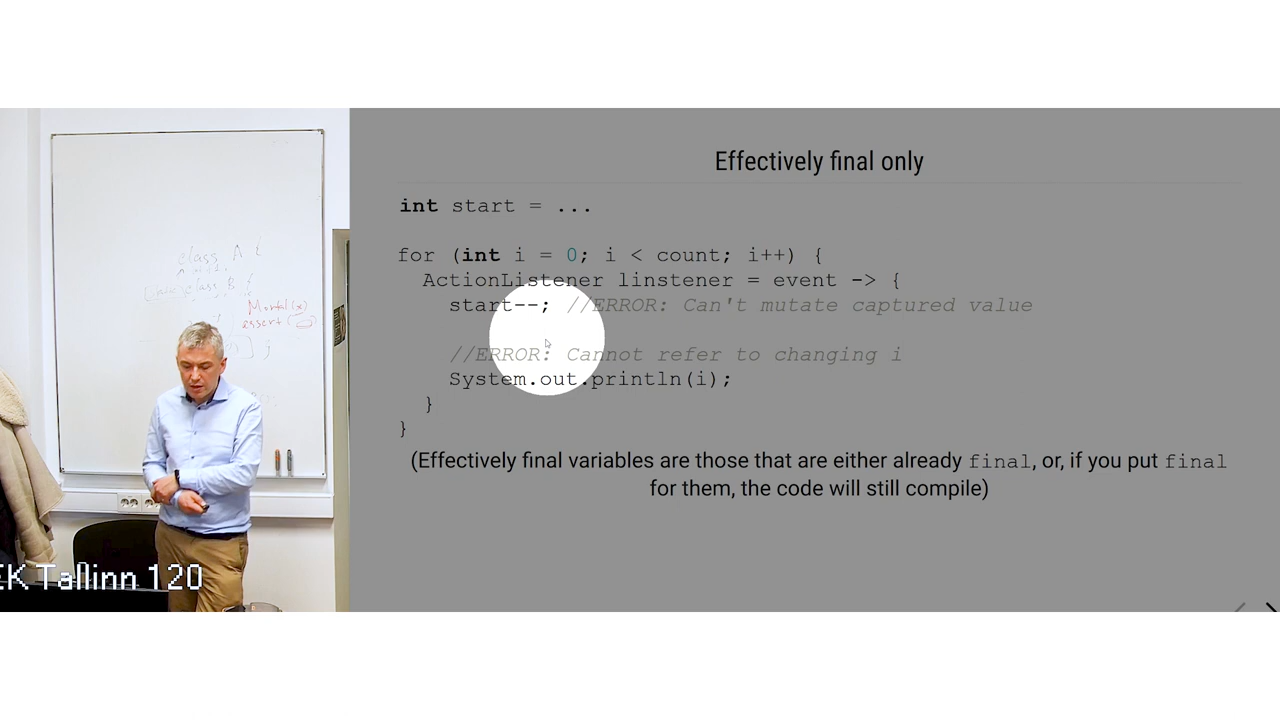 class A {
class B {
Effectively final only
int start = ...
for (int i = 0; i < count; i++) {
ActionListener linstener = event -> {
start--; //ERROR: Can't mutate captured value
//ERROR: Cannot refer to changing i
System.out.println(i);
}
}
(Effectively final variables are those that are either already final, or, if you put final
for them, the code will still compile)
EK Tallinn 120